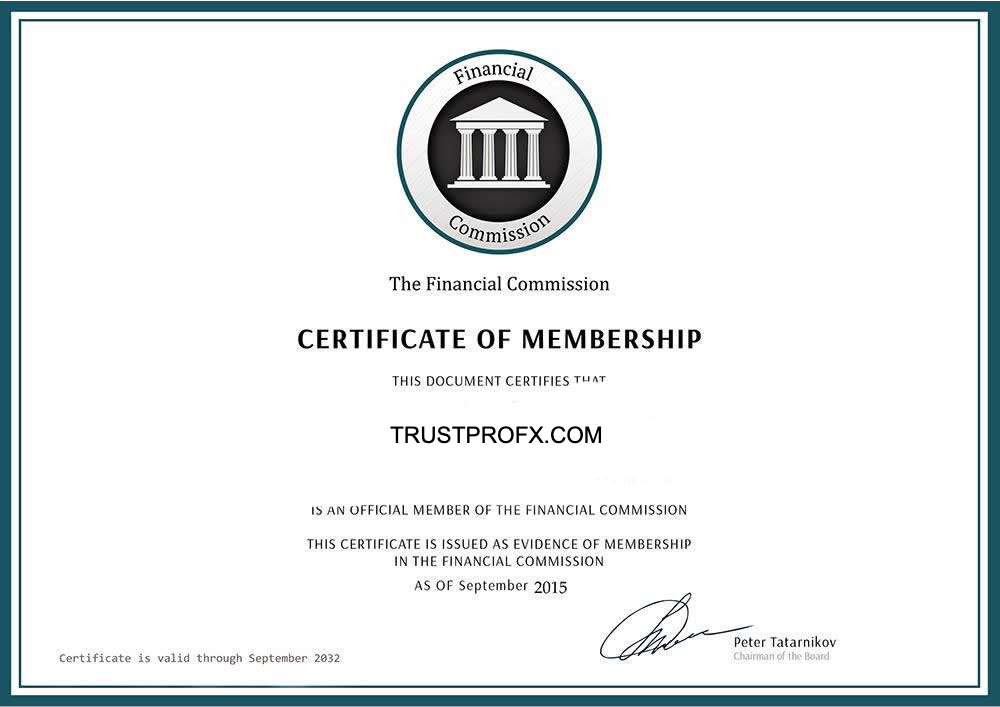 Financial
Commission
The Financial Commission
CERTIFICATE OF MEMBERSHIP
THIS DOCUMENT CERTIFIES THAT
TRUSTPROFX.COM
IS AN OFFICIAL MEMBER OF THE FINANCIAL COMMISSION
THIS CERTIFICATE IS ISSUED AS EVIDENCE OF MEMBERSHIP
IN THE FINANCIAL COMMISSION
AS OF September 2015
Peter Tatarnikov
Chairman of the Board
Certificate is valid through September 2032